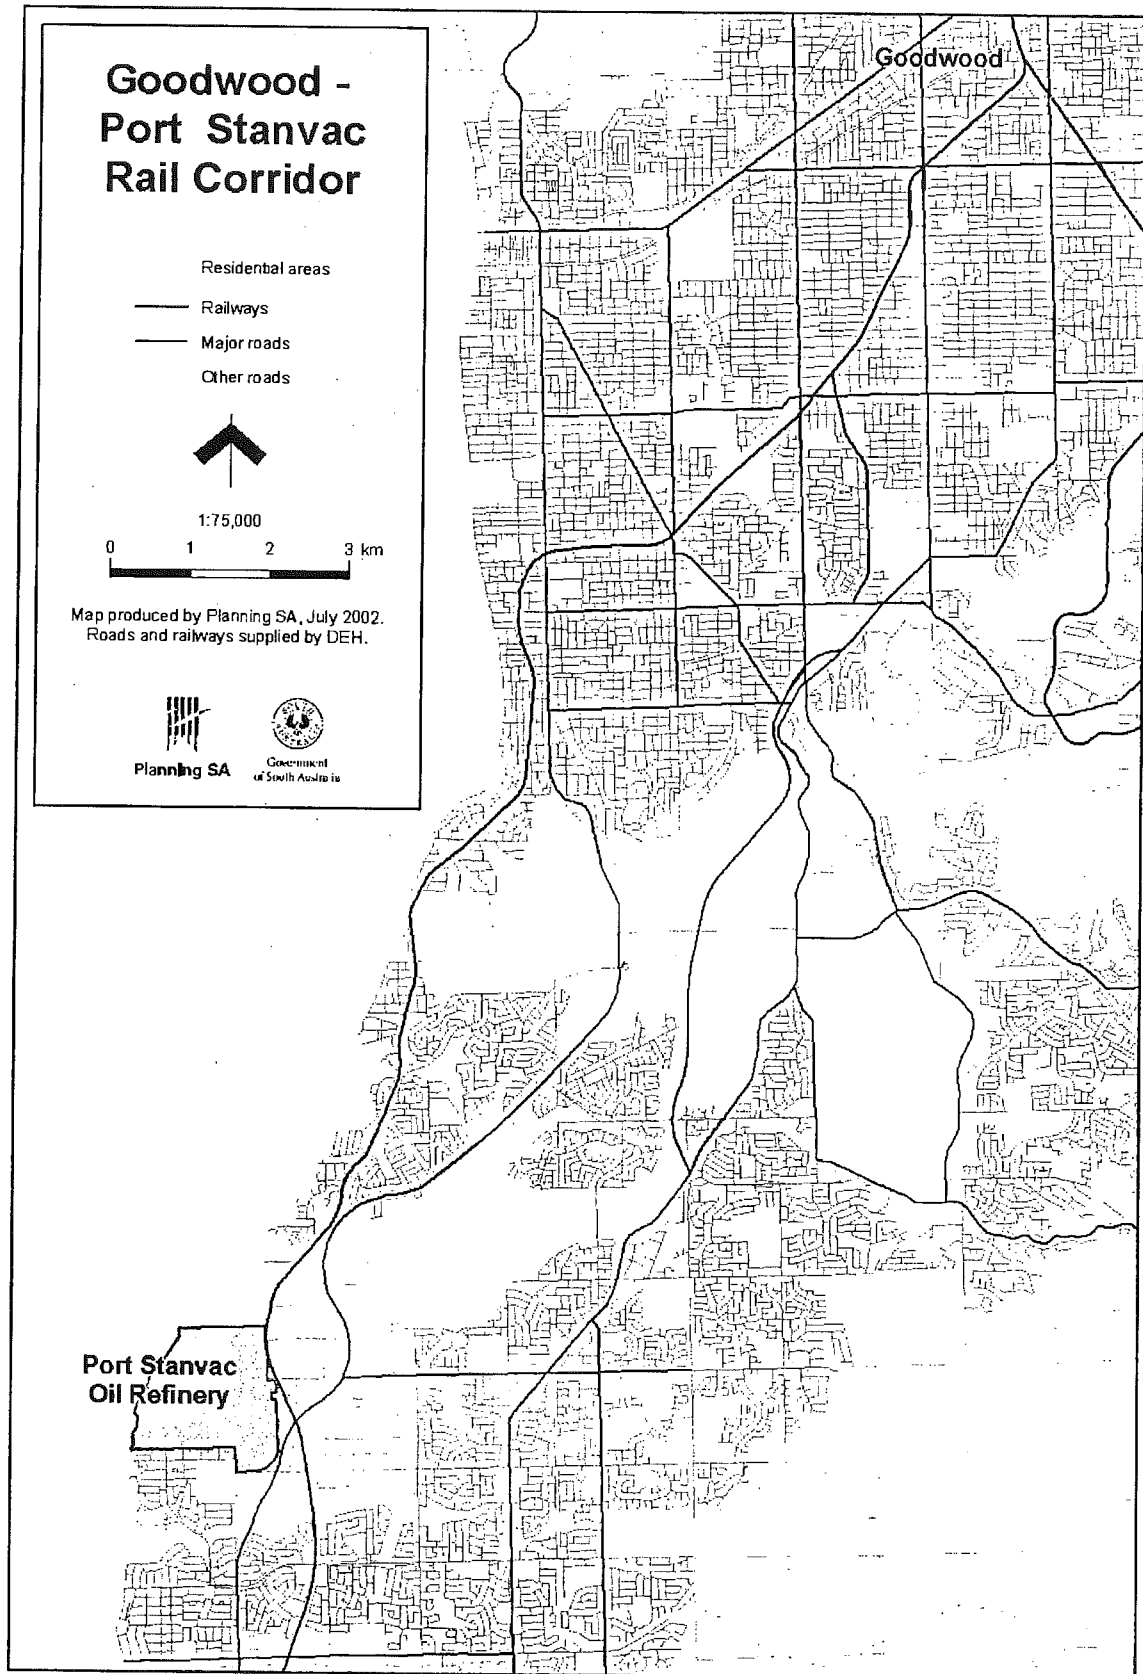 Goodwood -
Port Stanvac
Rail Corridor
Residential areas
Railways
Major roads
Other roads
1:75,000
0 1 2 3 km
Map produced by Planning SA, July 2002.
Roads and railways supplied by DEH.
Planning SA
Government
of South Australia
Goodwood
Port Stanvac
Oil Refinery